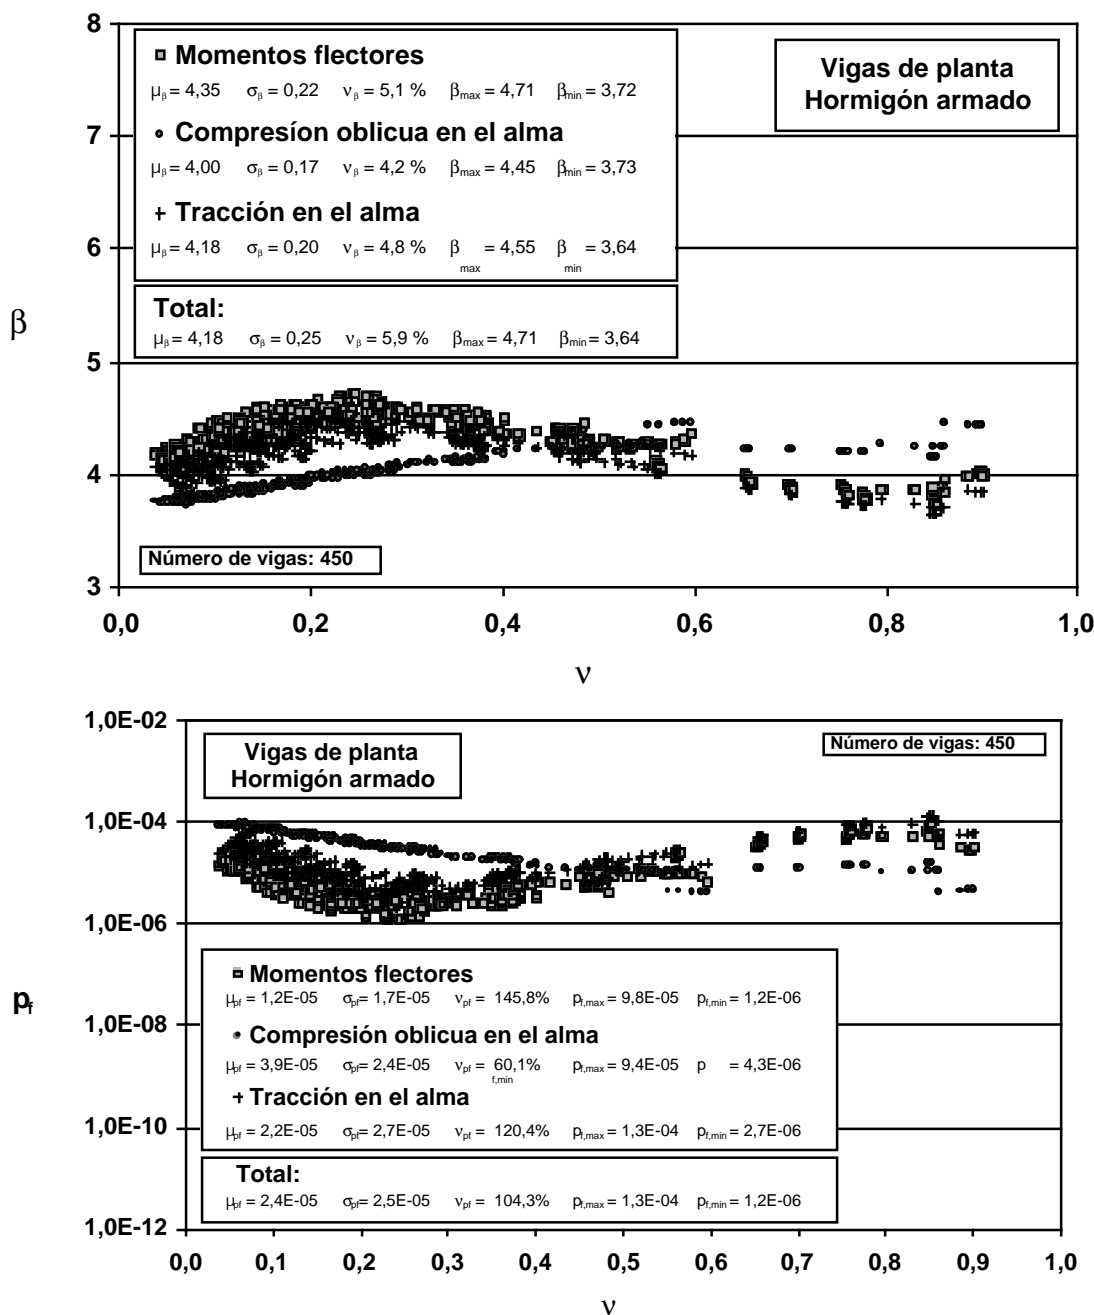 8
7
6
5
4
3
β
Momentos flectores
μβ = 4,35 σβ = 0,22 νβ = 5,1 % βmax = 4,71 βmin = 3,72
Compresíon oblicua en el alma
μβ = 4,00 σβ = 0,17 νβ = 4,2 % βmax = 4,45 βmin = 3,73
Tracción en el alma
μβ = 4,18 σβ = 0,20 νβ = 4,8 % βmax = 4,55 βmin = 3,64
Total:
μβ = 4,18 σβ = 0,25 νβ = 5,9 % βmax = 4,71 βmin = 3,64
Vigas de planta
Hormigón armado
Número de vigas: 450
0,0 0,2 0,4 0,6 0,8 1,0
ν
1,0E-02
1,0E-04
1,0E-06
1,0E-08
1,0E-10
1,0E-12
pf
Vigas de planta
Hormigón armado
Número de vigas: 450
Momentos flectores
μpf = 1,2E-05 σpf = 1,7E-05 νpf = 145,8% pf,max = 9,8E-05 pf,min = 1,2E-06
Compresión oblicua en el alma
μpf = 3,9E-05 σpf = 2,4E-05 νpf = 60,1% pf,max = 9,4E-05 p = 4,3E-06
f,min
Tracción en el alma
μpf = 2,2E-05 σpf = 2,7E-05 νpf = 120,4% pf,max = 1,3E-04 pf,min = 2,7E-06
Total:
μpf = 2,4E-05 σpf = 2,5E-05 νpf = 104,3% pf,max = 1,3E-04 pf,min = 1,2E-06
0,0 0,1 0,2 0,3 0,4 0,5 0,6 0,7 0,8 0,9 1,0
ν